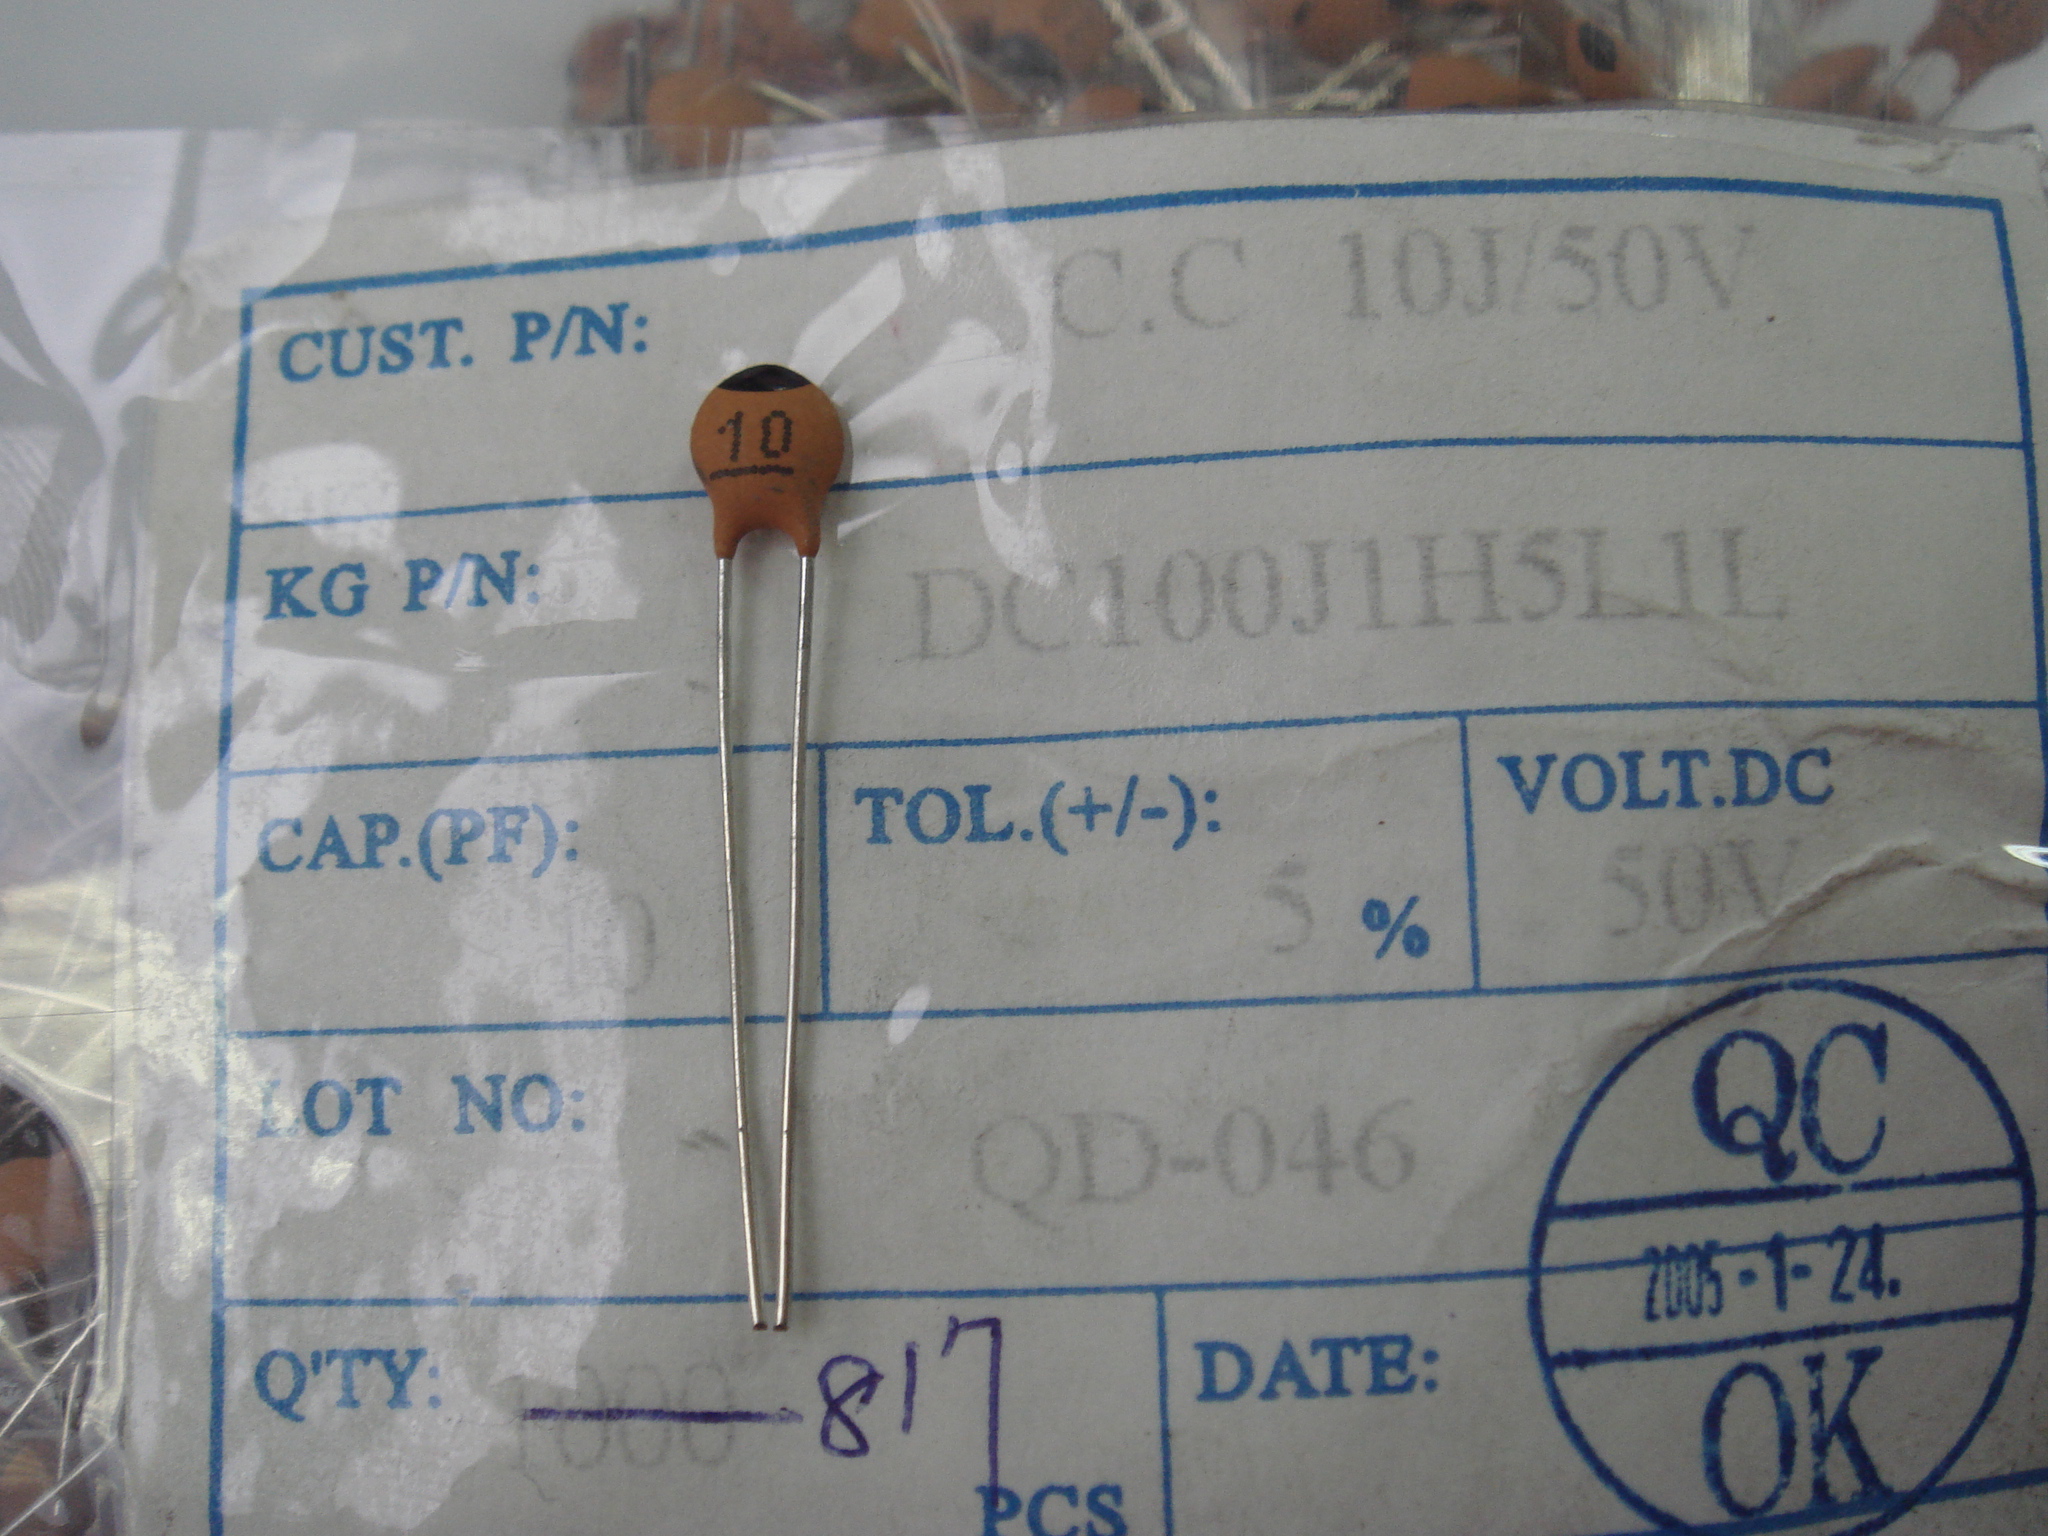 CUST. P/N: C.C 10J/50V
10
KG P/N: DC100J1H5L1L
CAP.(PF): 10
TOL.(+/-): 5 %
VOLT.DC 50V
LOT NO: QD-046
QC
2005-1-24.
OK
Q'TY: 1000 817 PCS
DATE: